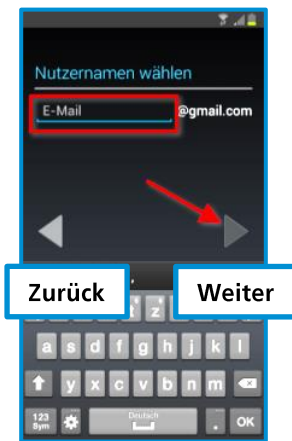 Nutzernamen wählen
E-Mail @gmail.com
Zurück Weiter
z
a s d f g h j k l
y x c v b n m
123
Sym Deutsch . OK